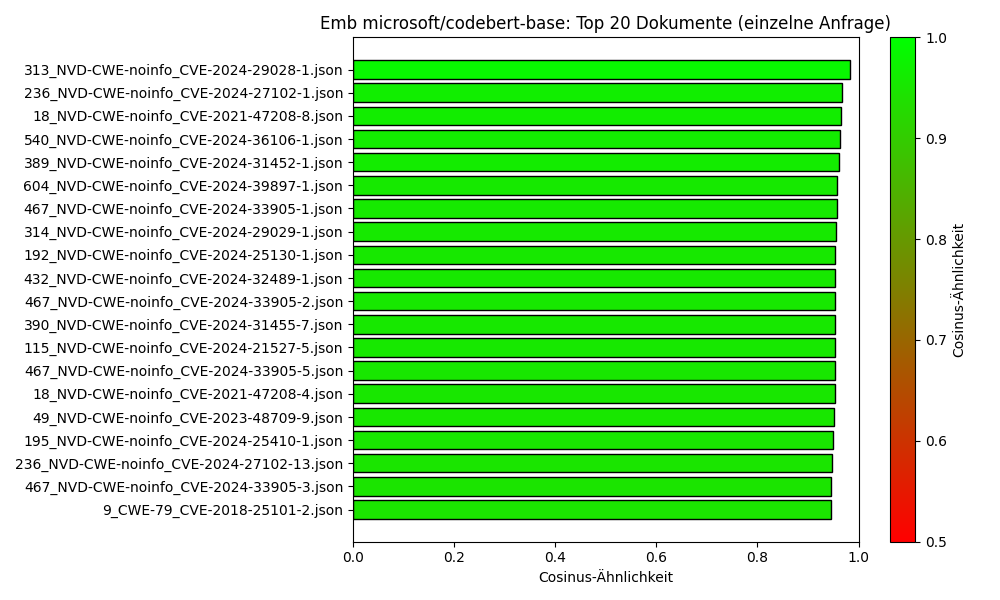 Emb microsoft/codebert-base: Top 20 Dokumente (einzelne Anfrage)
313_NVD-CWE-noinfo_CVE-2024-29028-1.json
236_NVD-CWE-noinfo_CVE-2024-27102-1.json
18_NVD-CWE-noinfo_CVE-2021-47208-8.json
540_NVD-CWE-noinfo_CVE-2024-36106-1.json
389_NVD-CWE-noinfo_CVE-2024-31452-1.json
604_NVD-CWE-noinfo_CVE-2024-39897-1.json
467_NVD-CWE-noinfo_CVE-2024-33905-1.json
314_NVD-CWE-noinfo_CVE-2024-29029-1.json
192_NVD-CWE-noinfo_CVE-2024-25130-1.json
432_NVD-CWE-noinfo_CVE-2024-32489-1.json
467_NVD-CWE-noinfo_CVE-2024-33905-2.json
390_NVD-CWE-noinfo_CVE-2024-31455-7.json
115_NVD-CWE-noinfo_CVE-2024-21527-5.json
467_NVD-CWE-noinfo_CVE-2024-33905-5.json
18_NVD-CWE-noinfo_CVE-2021-47208-4.json
49_NVD-CWE-noinfo_CVE-2023-48709-9.json
195_NVD-CWE-noinfo_CVE-2024-25410-1.json
236_NVD-CWE-noinfo_CVE-2024-27102-13.json
467_NVD-CWE-noinfo_CVE-2024-33905-3.json
9_CWE-79_CVE-2018-25101-2.json
0.0 0.2 0.4 0.6 0.8 1.0
Cosinus-Ähnlichkeit
1.0
0.9
0.8
0.7
0.6
0.5
Cosinus-Ähnlichkeit